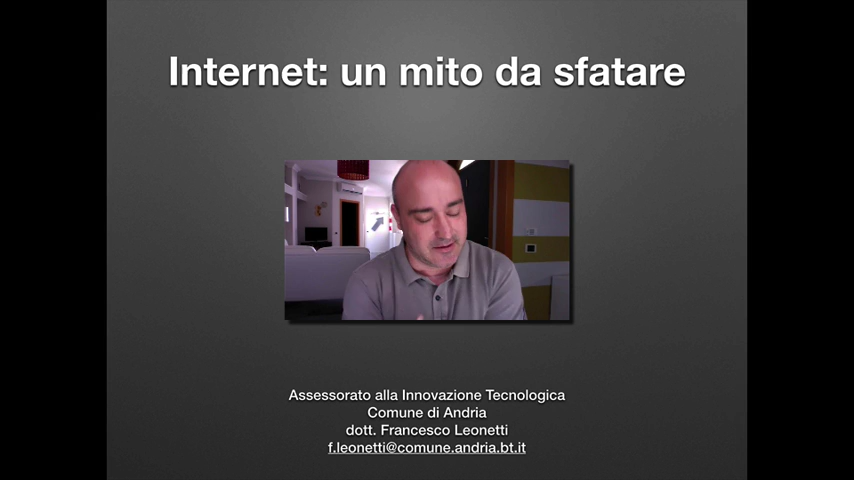 Internet: un mito da sfatare
Assessorato alla Innovazione Tecnologica
Comune di Andria
dott. Francesco Leonetti
f.leonetti@comune.andria.bt.it